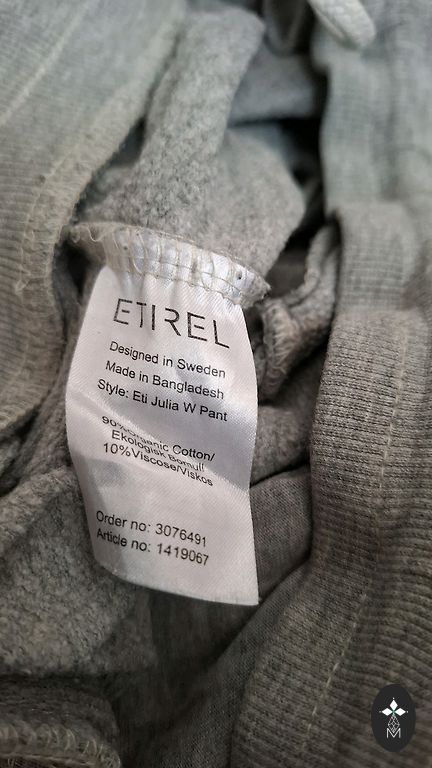 ETIREL
Designed in Sweden
Made in Bangladesh
Style: Eti Julia W Pant
90%Organic Cotton/
Ekologisk Bomull
10%Viscose/Viskos
Order no: 3076491
Article no: 1419067
M